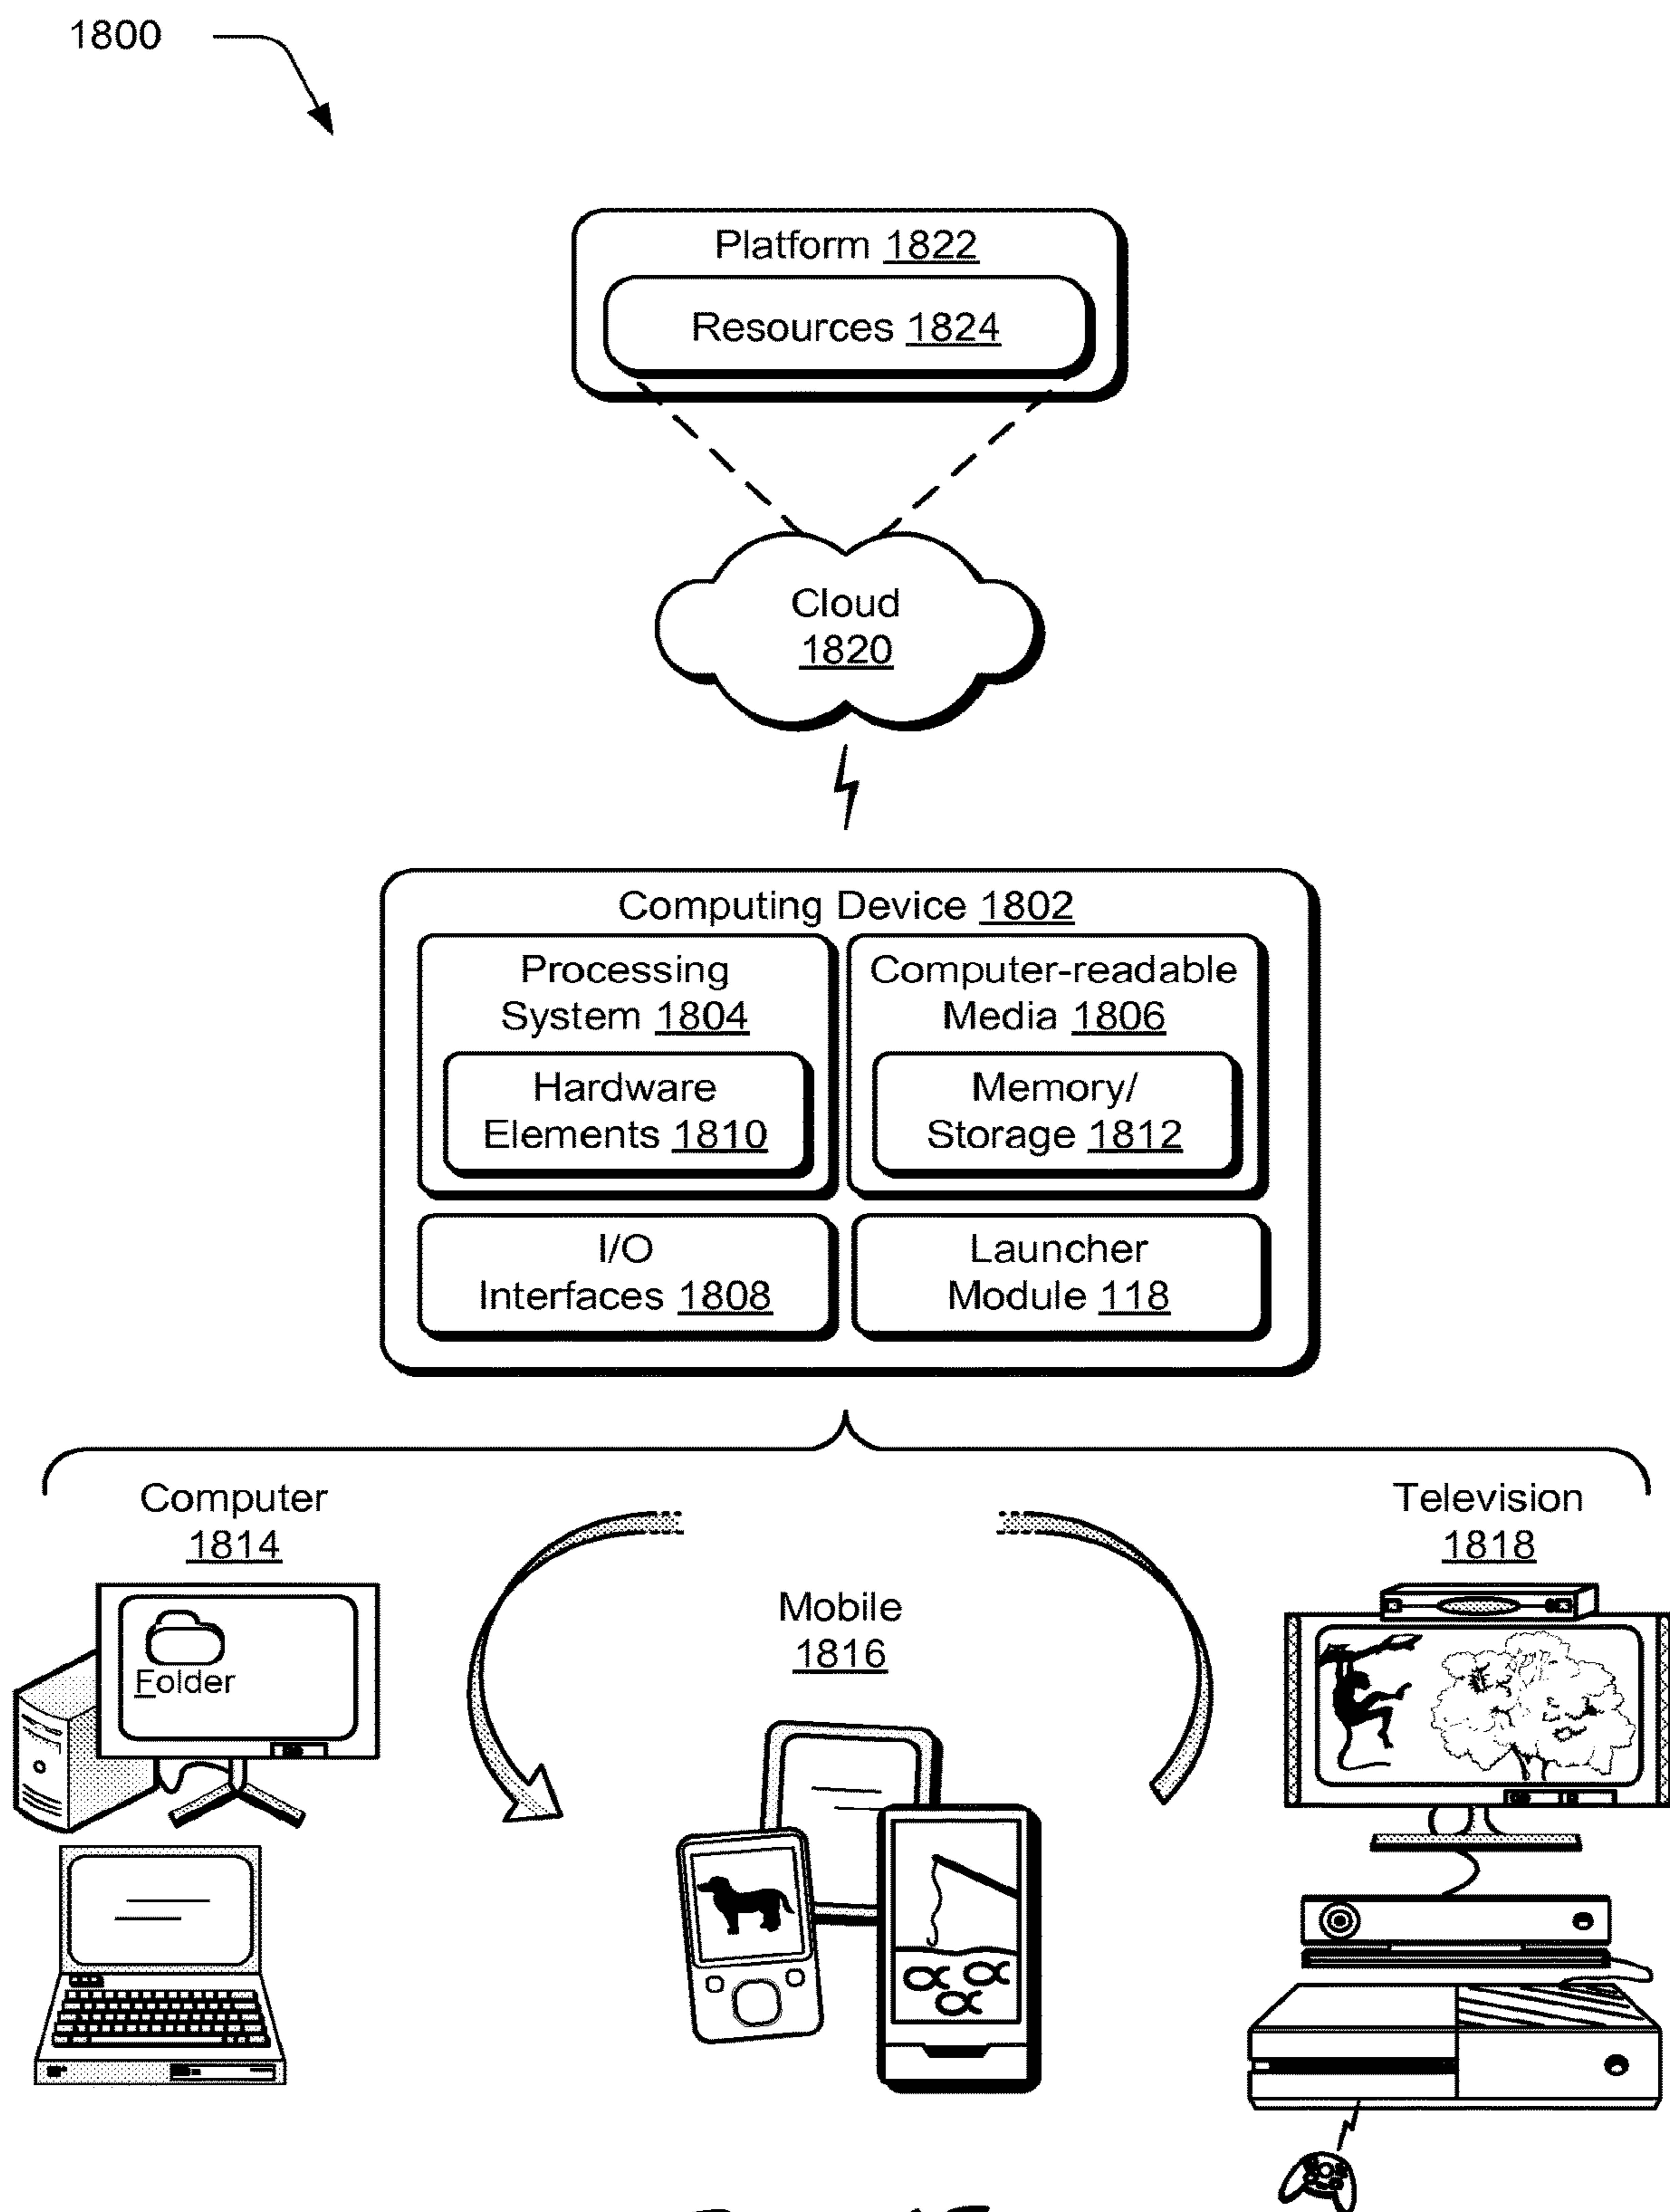 1800
Platform 1822
Resources 1824
Cloud
1820
Computing Device 1802
Processing
System 1804
Computer-readable
Media 1806
Hardware
Elements 1810
Memory/
Storage 1812
I/O
Interfaces 1808
Launcher
Module 118
Computer
1814
Television
1818
Mobile
1816
Folder